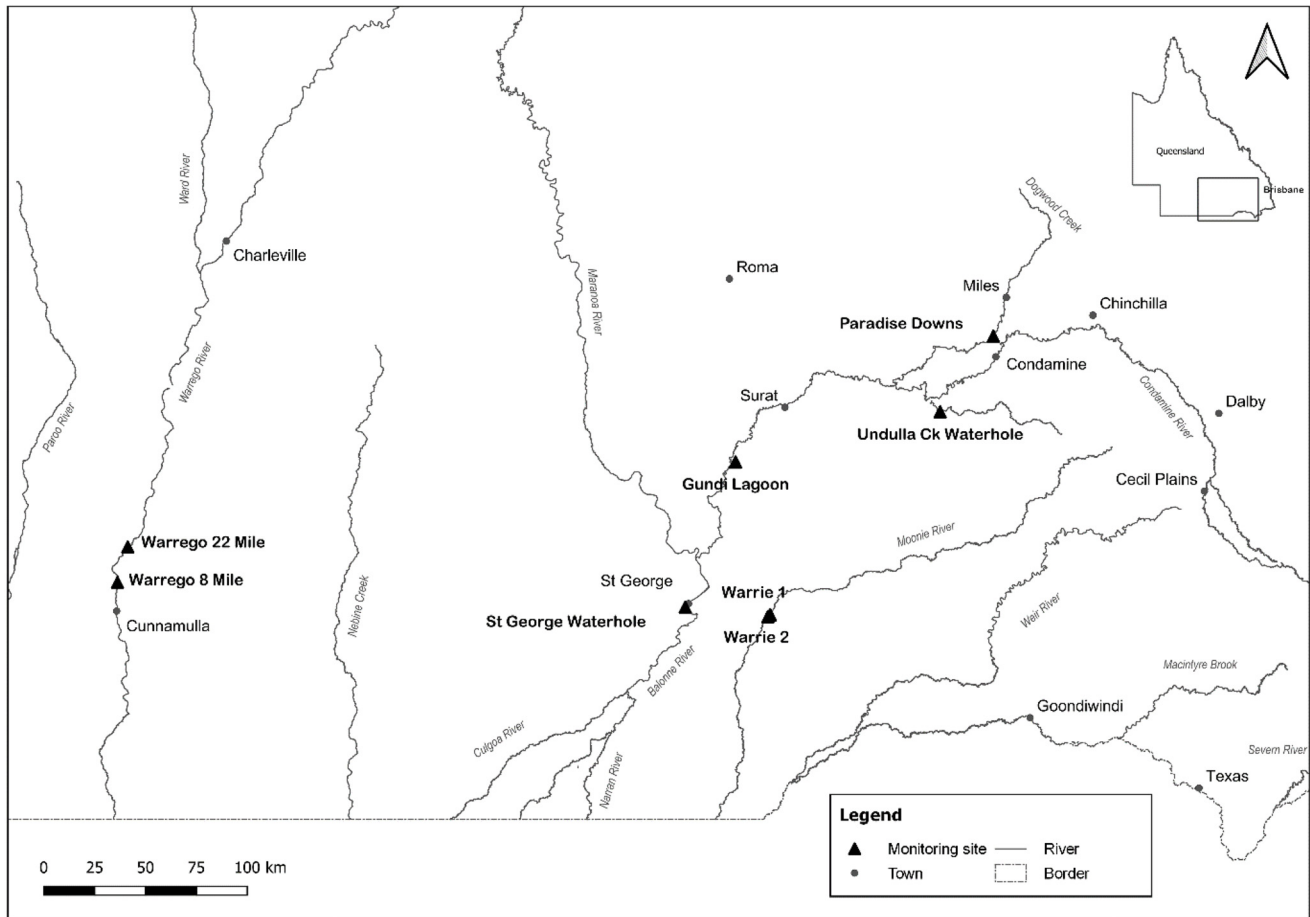 Queensland
Brisbane
Ward River
Dogwood Creek
Charleville
Maranoa River
Roma
Miles
Chinchilla
Paradise Downs
Condamine
Warrego River
Paroo River
Surat
Condamine River
Dalby
Undulla Ck Waterhole
Gundi Lagoon
Cecil Plains
Moonie River
Warrego 22 Mile
Warrego 8 Mile
Cunnamulla
Nebine Creek
St George
St George Waterhole
Warrie 1
Warrie 2
Weir River
Balonne River
Macintyre Brook
Goondiwindi
Culgoa River
Narran River
Severn River
Texas
Legend
Monitoring site
River
Town
Border
0 25 50 75 100 km